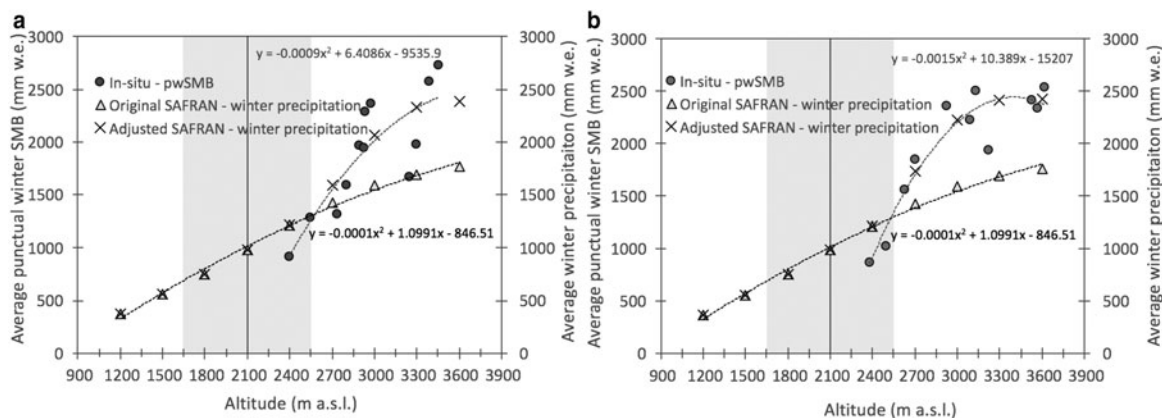 a
y = -0.0009x² + 6.4086x - 9535.9
In-situ - pwSMB
Original SAFRAN - winter precipitation
Adjusted SAFRAN - winter precipitation
y = -0.0001x² + 1.0991x - 846.51
Average punctual winter SMB (mm w.e.)
3000
2500
2000
1500
1000
500
0
900 1200 1500 1800 2100 2400 2700 3000 3300 3600 3900
Altitude (m a.s.l.)
3000
2500
2000
1500
1000
500
0
Average winter precipitaiton (mm w.e.)
b
y = -0.0015x² + 10.389x - 15207
In-situ - pwSMB
Original SAFRAN - winter precipitation
Adjusted SAFRAN - winter precipitation
y = -0.0001x² + 1.0991x - 846.51
Average punctual winter SMB (mm w.e.)
3000
2500
2000
1500
1000
500
0
900 1200 1500 1800 2100 2400 2700 3000 3300 3600 3900
Altitude (m a.s.l.)
3000
2500
2000
1500
1000
500
0
Average winter precipitation (mm w.e.)